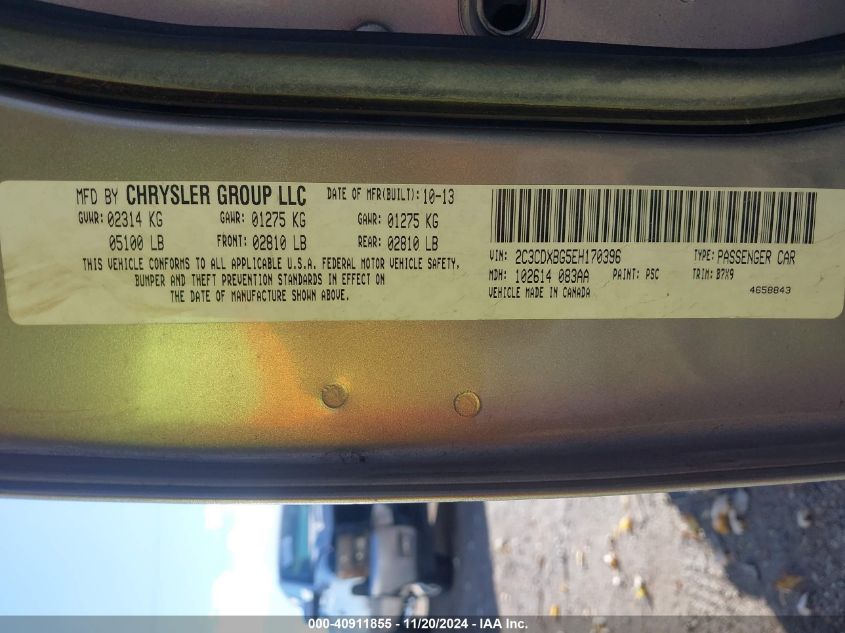 MFD BY CHRYSLER GROUP LLC DATE OF MFR(BUILT): 10-13
GVWR: 02314 KG GAWR: 01275 KG GAWR: 01275 KG
05100 LB FRONT: 02810 LB REAR: 02810 LB
THIS VEHICLE CONFORMS TO ALL APPLICABLE U.S.A. FEDERAL MOTOR VEHICLE SAFETY,
BUMPER AND THEFT PREVENTION STANDARDS IN EFFECT ON
THE DATE OF MANUFACTURE SHOWN ABOVE.
VIN: 2C3CDXBG5EH170396 TYPE: PASSENGER CAR
MDH: 102614 083AA PAINT: PSC TRIM: B7X9
VEHICLE MADE IN CANADA 4658843
000-40911855 - 11/20/2024 - IAA Inc.